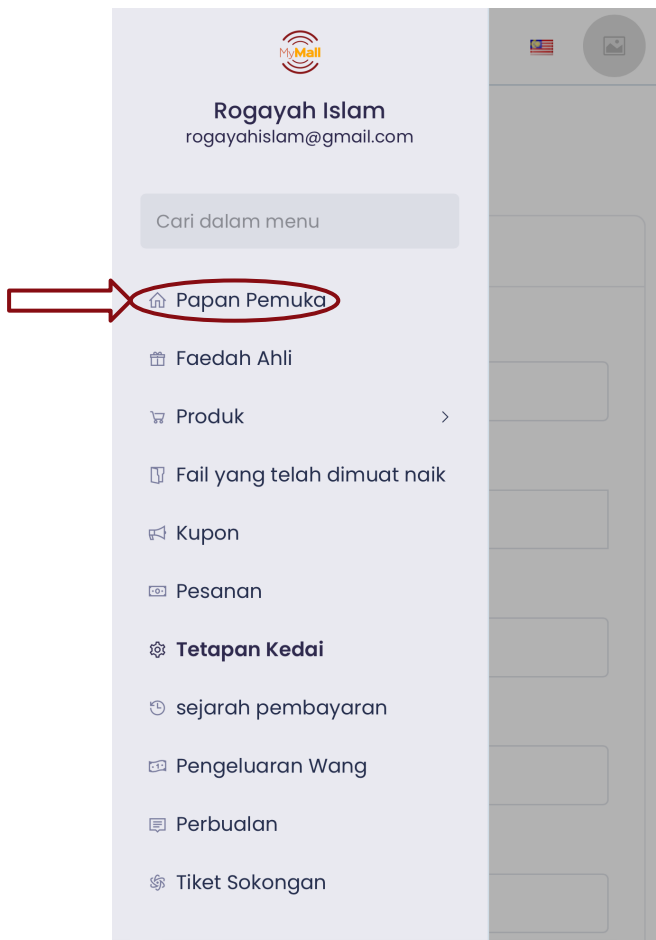 MyMall
Rogayah Islam
rogayahislam@gmail.com
Cari dalam menu
Papan Pemuka
Faedah Ahli
Produk
Fail yang telah dimuat naik
Kupon
Pesanan
Tetapan Kedai
sejarah pembayaran
Pengeluaran Wang
Perbualan
Tiket Sokongan